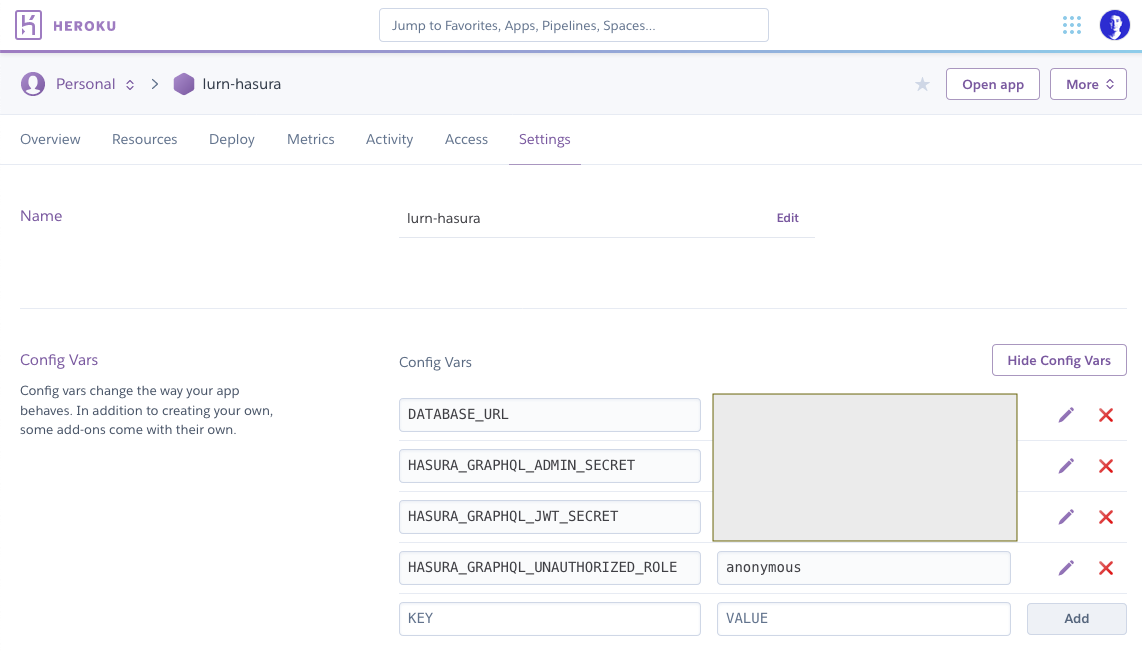 HEROKU
Jump to Favorites, Apps, Pipelines, Spaces...
Personal
lurn-hasura
Open app
More
Overview Resources Deploy Metrics Activity Access Settings
Name
lurn-hasura
Edit
Config Vars
Config vars change the way your app
behaves. In addition to creating your own,
some add-ons come with their own.
Config Vars
Hide Config Vars
DATABASE_URL
HASURA_GRAPHQL_ADMIN_SECRET
HASURA_GRAPHQL_JWT_SECRET
HASURA_GRAPHQL_UNAUTHORIZED_ROLE anonymous
KEY VALUE Add